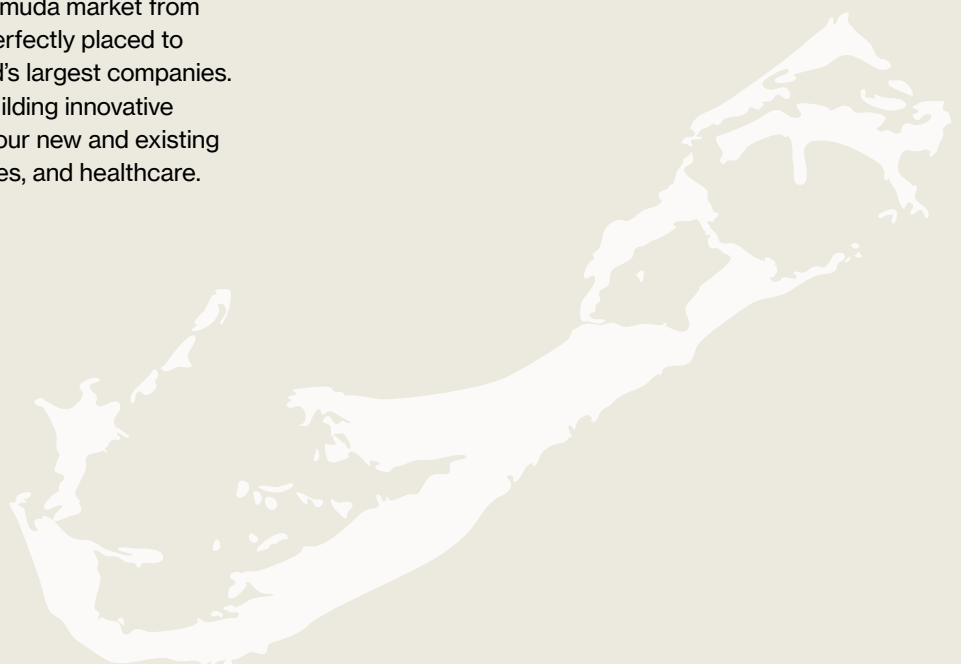 muda market from
erfectly placed to
d’s largest companies.
ilding innovative
our new and existing
es, and healthcare.